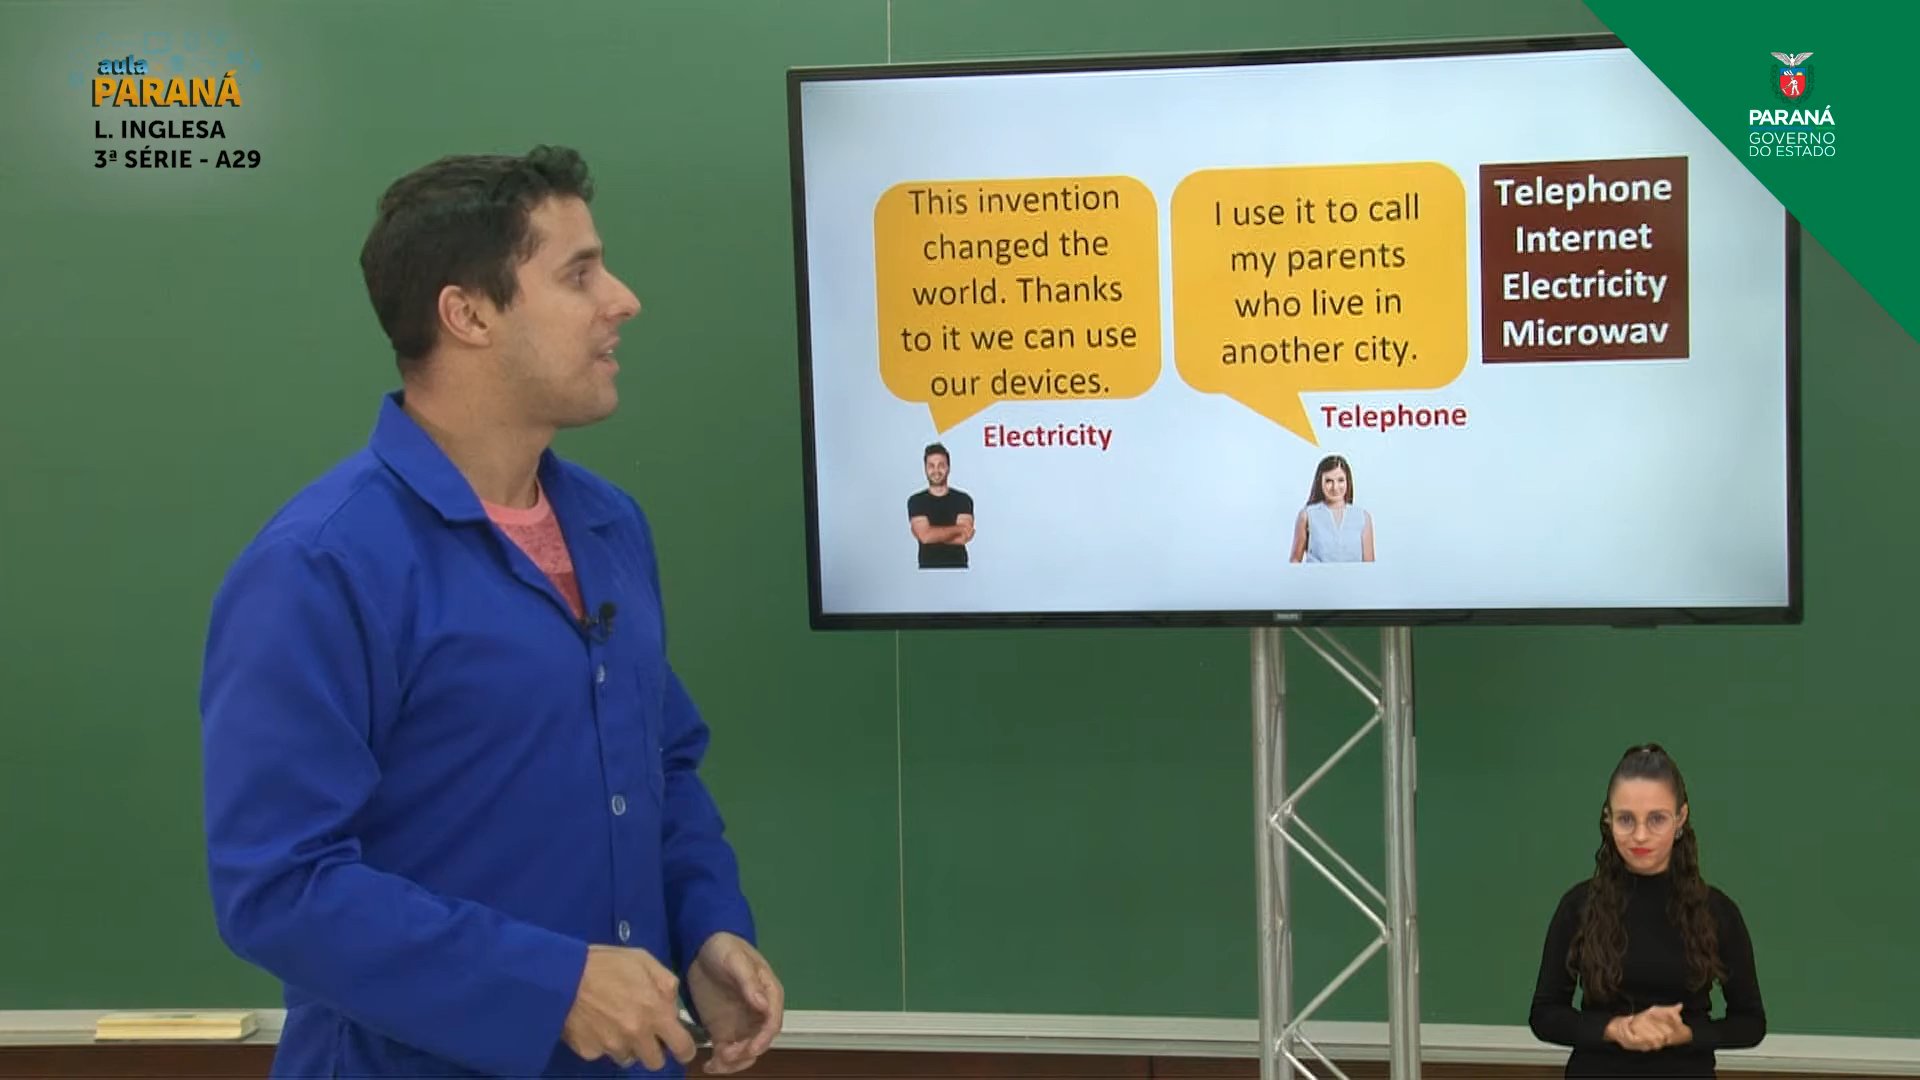 aula
PARANÁ
L. INGLESA
3ª SÉRIE - A29
This invention
changed the
world. Thanks
to it we can use
our devices.
Electricity
I use it to call
my parents
who live in
another city.
Telephone
Telephone
Internet
Electricity
Microwav
PARANÁ
GOVERNO
DO ESTADO